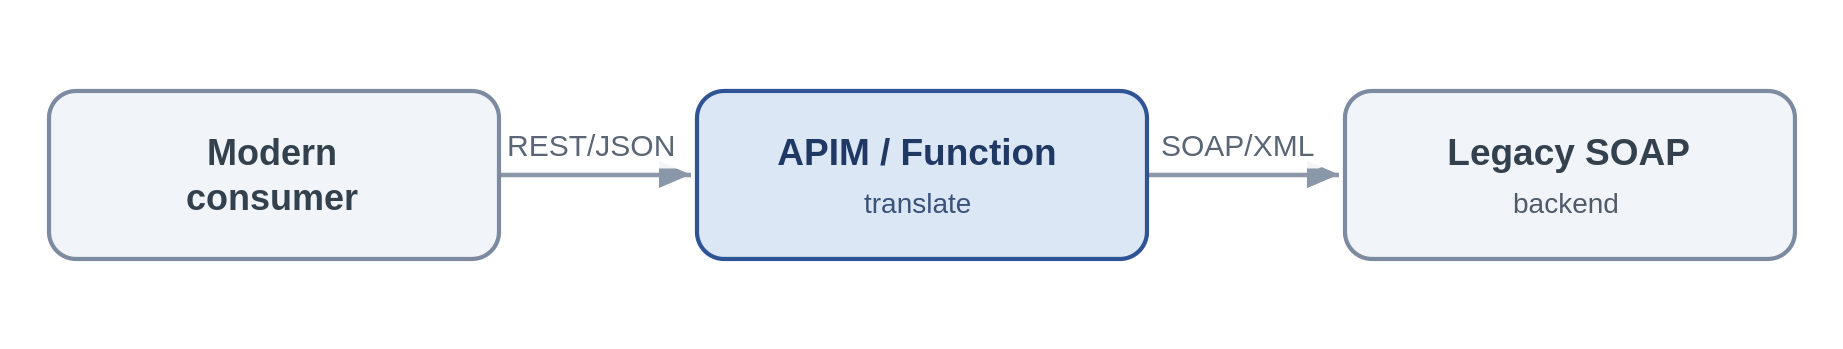 Modern
consumer
REST/JSON
APIM / Function
translate
SOAP/XML
Legacy SOAP
backend